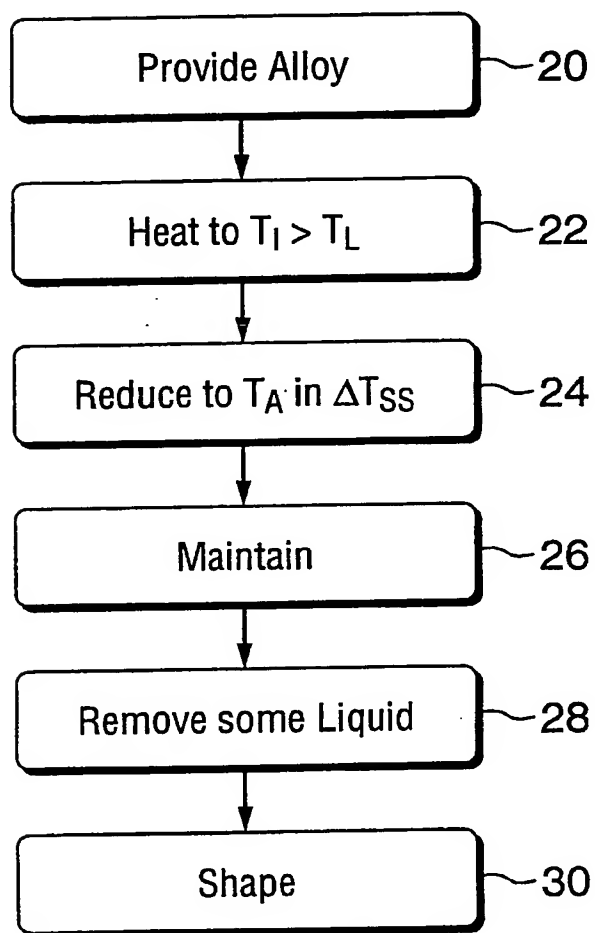 Provide Alloy 20
Heat to T_I > T_L 22
Reduce to T_A in ΔT_SS 24
Maintain 26
Remove some Liquid 28
Shape 30